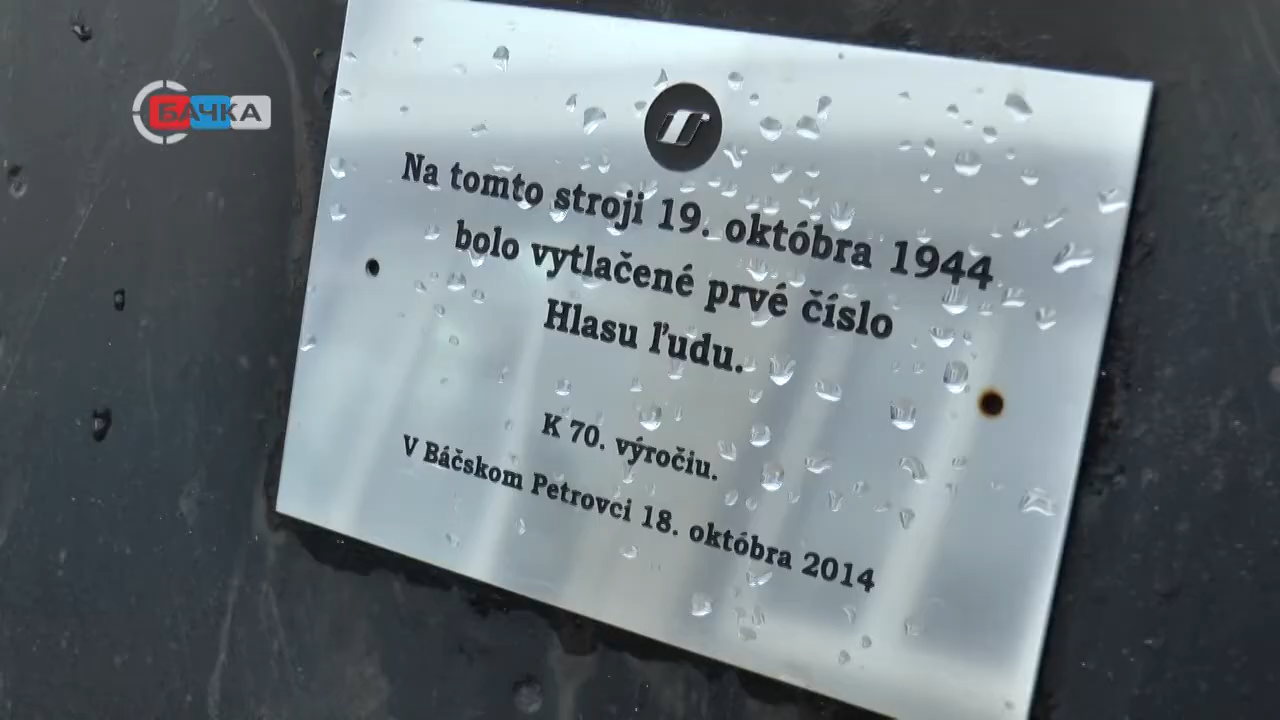 БАЧКА
Na tomto stroji 19. októbra 1944
bolo vytlačené prvé číslo
Hlasu ľudu.
K 70. výročiu.
V Báčskom Petrovci 18. októbra 2014